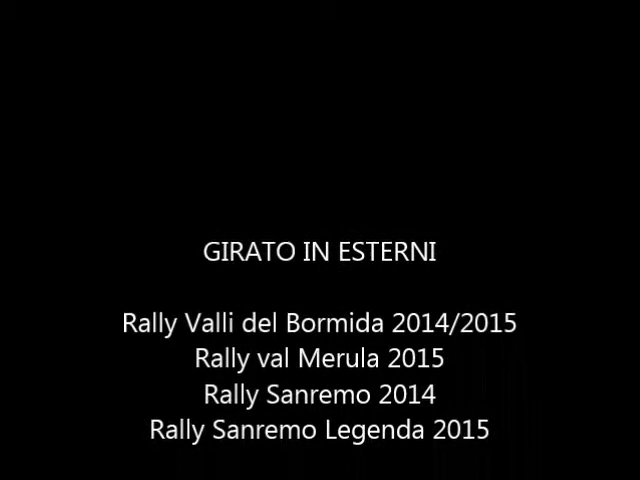 GIRATO IN ESTERNI
Rally Valli del Bormida 2014/2015
Rally val Merula 2015
Rally Sanremo 2014
Rally Sanremo Legenda 2015